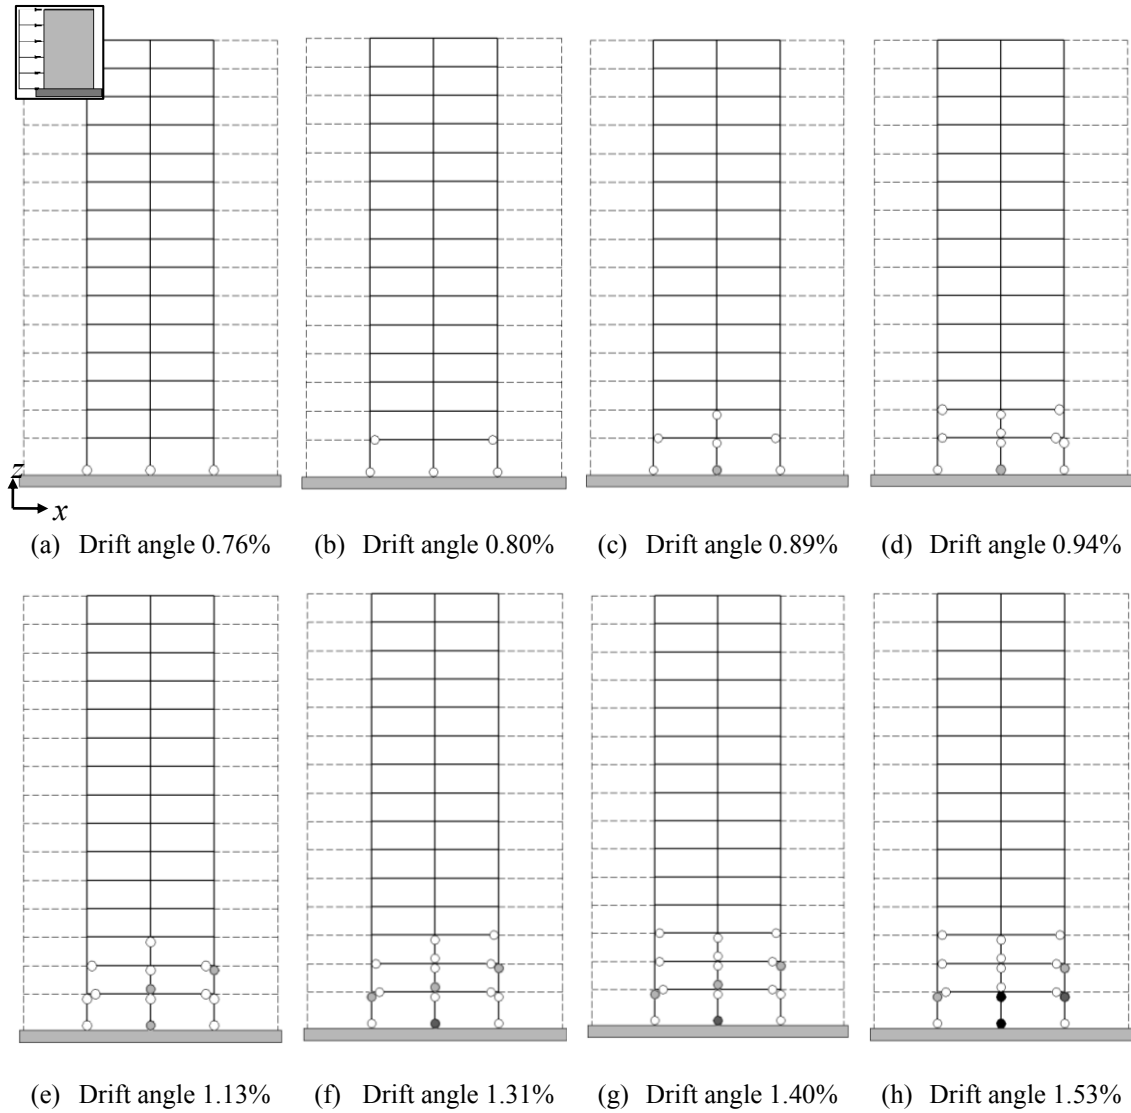 z
x
(a) Drift angle 0.76%
(b) Drift angle 0.80%
(c) Drift angle 0.89%
(d) Drift angle 0.94%
(e) Drift angle 1.13%
(f) Drift angle 1.31%
(g) Drift angle 1.40%
(h) Drift angle 1.53%